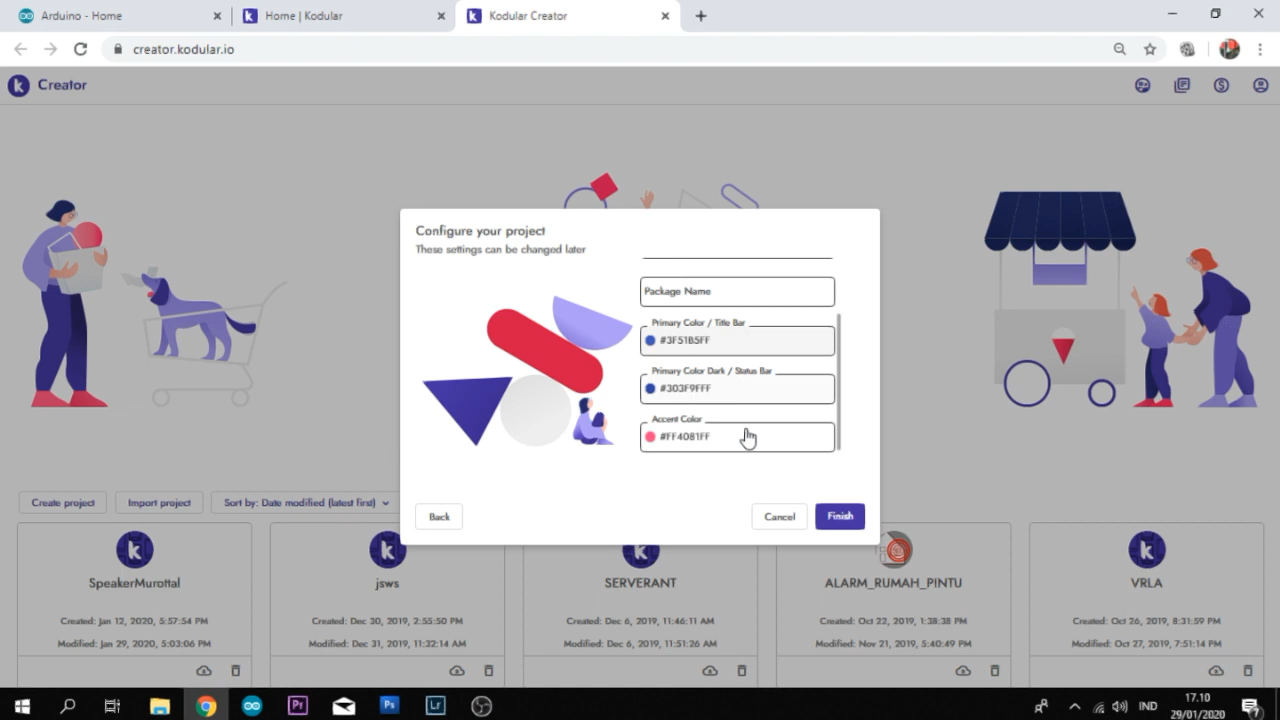 Arduino - Home
Home | Kodular
Kodular Creator
creator.kodular.io
Creator
Configure your project
These settings can be changed later
Package Name
Primary Color / Title Bar
#3F51B5FF
Primary Color Dark / Status Bar
#303F9FFF
Accent Color
#FF4081FF
Back
Cancel
Finish
Create project
Import project
Sort by: Date modified (latest first)
SpeakerMurottal
Created: Jan 12, 2020, 5:57:54 PM
Modified: Jan 29, 2020, 5:03:06 PM
jsws
Created: Dec 30, 2019, 2:55:50 PM
Modified: Dec 31, 2019, 11:32:14 AM
SERVERANT
Created: Dec 6, 2019, 11:46:11 AM
Modified: Dec 6, 2019, 11:51:26 AM
ALARM_RUMAH_PINTU
Created: Oct 22, 2019, 1:38:38 PM
Modified: Nov 21, 2019, 5:40:49 PM
VRLA
Created: Oct 26, 2019, 8:31:59 PM
Modified: Oct 27, 2019, 7:51:14 PM
Pr
Ps
Lr
IND
17.10
29/01/2020
7